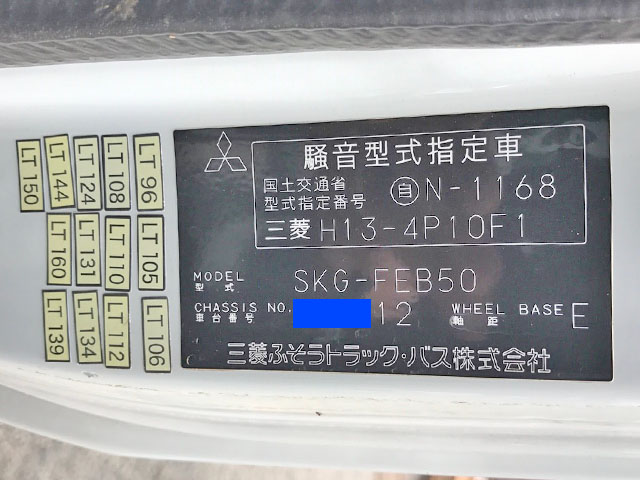 LT 150
LT 144
LT 124
LT 108
LT 96
LT 160
LT 131
LT 110
LT 105
LT 139
LT 134
LT 112
LT 106
騒音型式指定車
国土交通省
型式指定番号
自N-1168
三菱 H13-4P10F1
MODEL
型式
SKG-FEB50
CHASSIS NO.
車台番号
12
WHEEL BASE
軸距
E
三菱ふそうトラック・バス株式会社